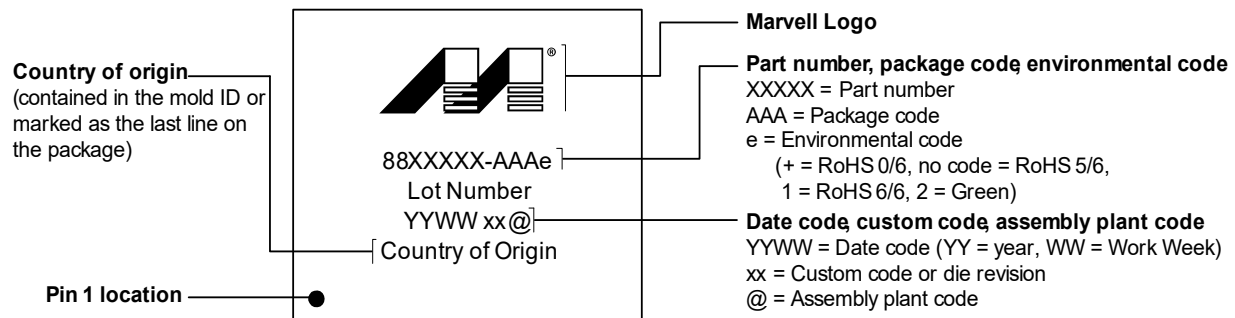 Marvell Logo
Country of origin
(contained in the mold ID or
marked as the last line on
the package)
Part number, package code, environmental code
XXXXX = Part number
AAA = Package code
e = Environmental code
(+ = RoHS 0/6, no code = RoHS 5/6,
1 = RoHS 6/6, 2 = Green)
®
88XXXXX-AAAe
Lot Number
YYWW xx@
Country of Origin
Date code, custom code, assembly plant code
YYWW = Date code (YY = year, WW = Work Week)
xx = Custom code or die revision
@ = Assembly plant code
Pin 1 location